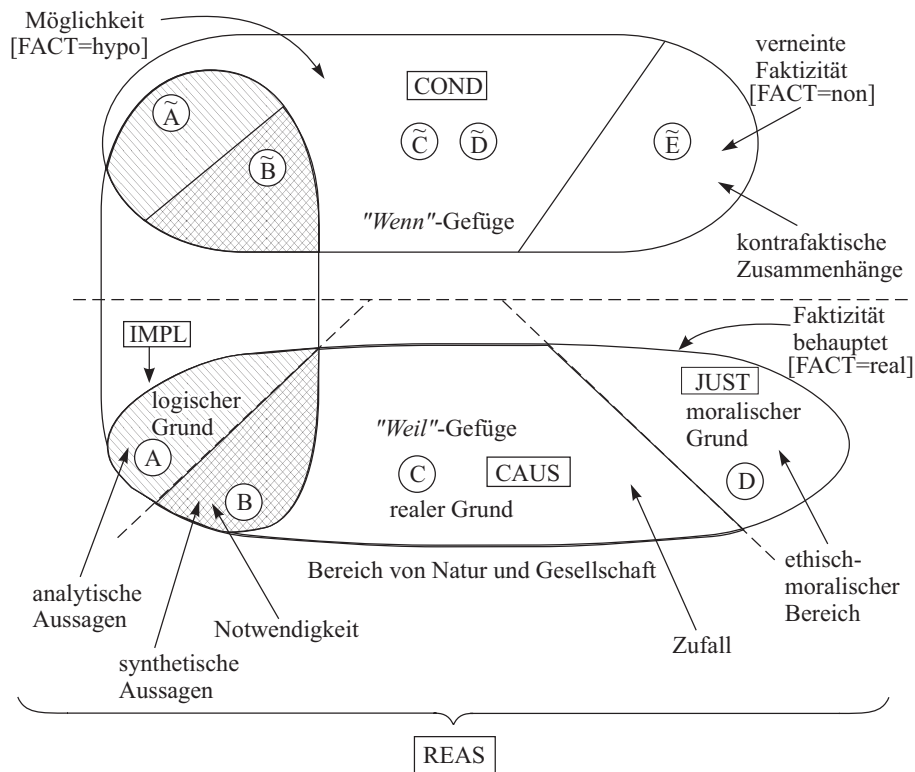 Möglichkeit
[FACT=hypo]
verneinte
Faktizität
[FACT=non]
COND
Ã
B̃
C̃
D̃
Ẽ
"Wenn"-Gefüge
kontrafaktische
Zusammenhänge
Faktizität
behauptet
[FACT=real]
IMPL
JUST
logischer
Grund
moralischer
Grund
"Weil"-Gefüge
A
B
C
CAUS
D
realer Grund
Bereich von Natur und Gesellschaft
ethisch-
moralischer
Bereich
analytische
Aussagen
Notwendigkeit
Zufall
synthetische
Aussagen
REAS